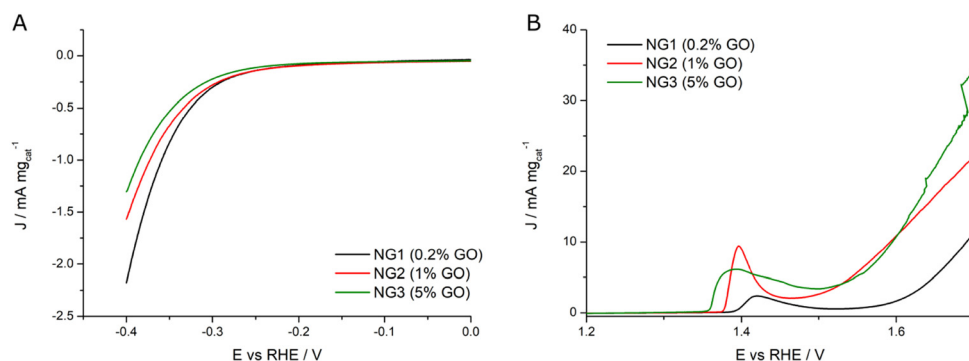 A
0.0
-0.5
-1.0
-1.5
-2.0
-2.5
J / mA mg_cat^-1
NG1 (0.2% GO)
NG2 (1% GO)
NG3 (5% GO)
-0.4
-0.3
-0.2
-0.1
0.0
E vs RHE / V
B
40
30
20
10
0
J / mA mg_cat^-1
NG1 (0.2% GO)
NG2 (1% GO)
NG3 (5% GO)
1.2
1.4
1.6
E vs RHE / V